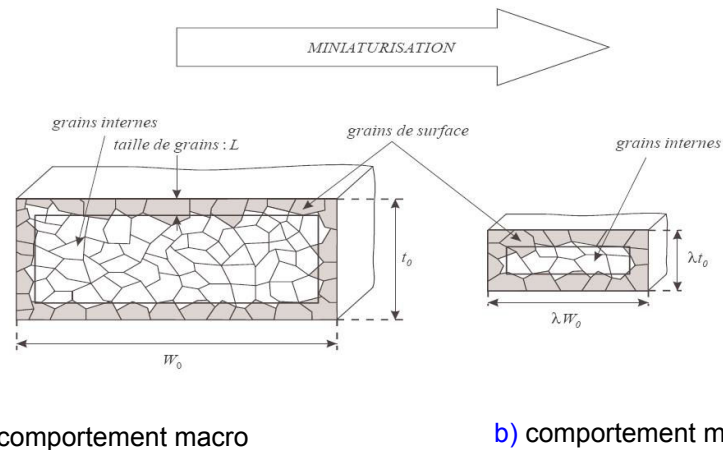 MINIATURISATION
grains internes
taille de grains : L
grains de surface
grains internes
t₀
λt₀
W₀
λW₀
comportement macro
b) comportement m